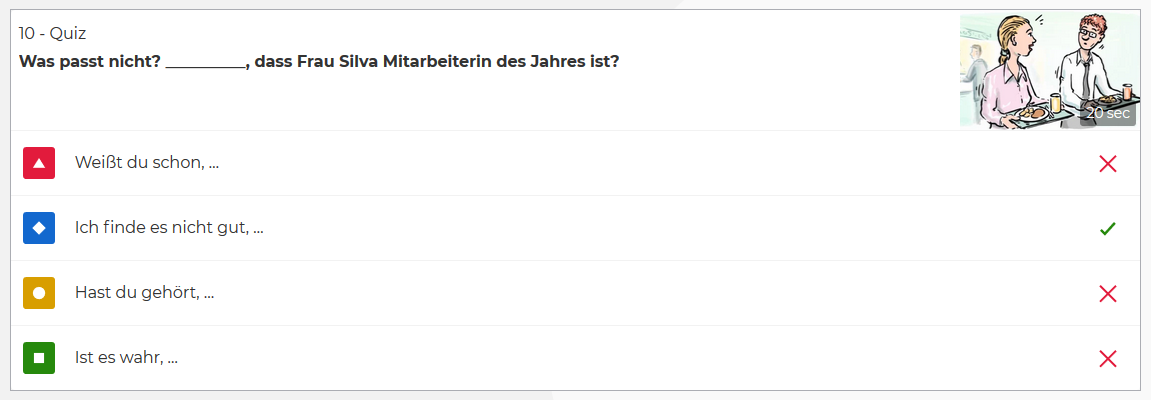 10 - Quiz
Was passt nicht? __________, dass Frau Silva Mitarbeiterin des Jahres ist?
20 sec
Weißt du schon, ...
Ich finde es nicht gut, ...
Hast du gehört, ...
Ist es wahr, ...